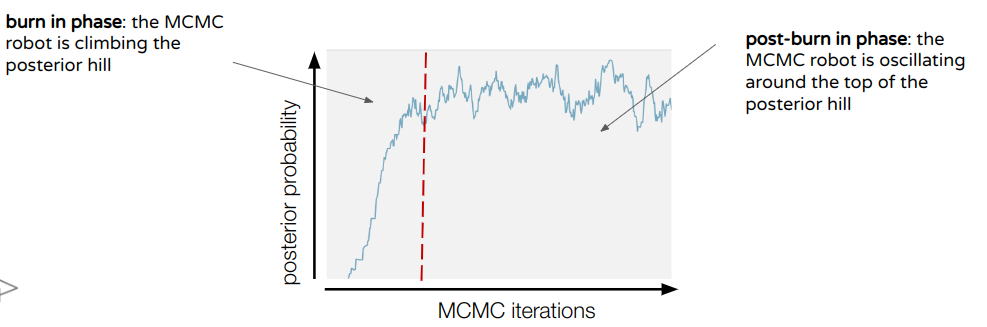 burn in phase: the MCMC
robot is climbing the
posterior hill
post-burn in phase: the
MCMC robot is oscillating
around the top of the
posterior hill
posterior probability
MCMC iterations